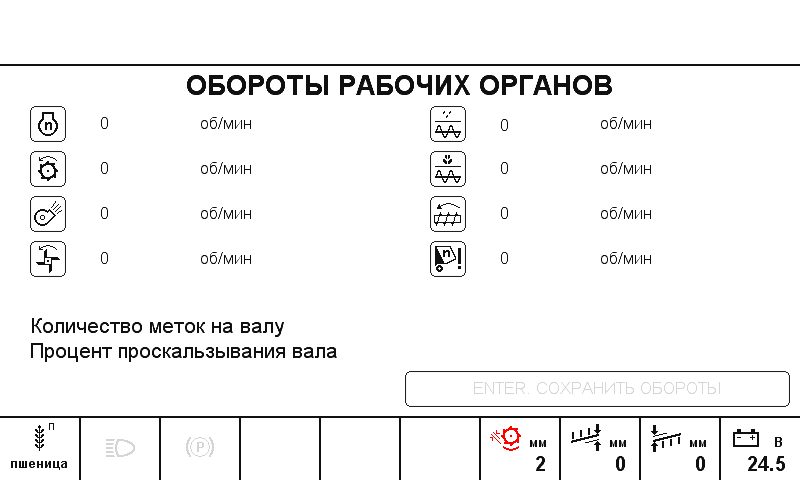 ОБОРОТЫ РАБОЧИХ ОРГАНОВ
n 0 об/мин 0 об/мин
0 об/мин 0 об/мин
0 об/мин 0 об/мин
0 об/мин n! 0 об/мин
Количество меток на валу
Процент проскальзывания вала
ENTER. СОХРАНИТЬ ОБОРОТЫ
П
пшеница
(P)
мм
2
мм
0
мм
0
В
24.5